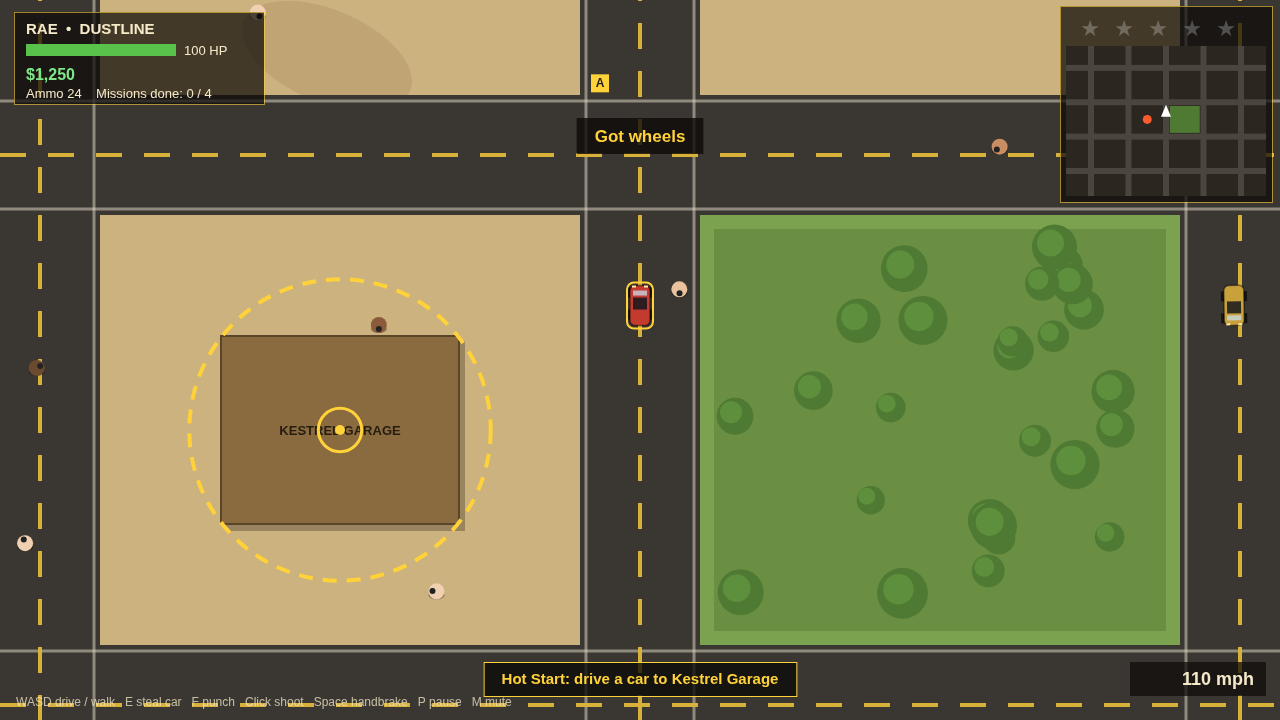 RAE • DUSTLINE
100 HP
$1,250
Ammo 24 Missions done: 0 / 4
A
Got wheels
KESTREL GARAGE
Hot Start: drive a car to Kestrel Garage
110 mph
WASD drive / walk E steal car F punch Click shoot Space handbrake P pause M mute